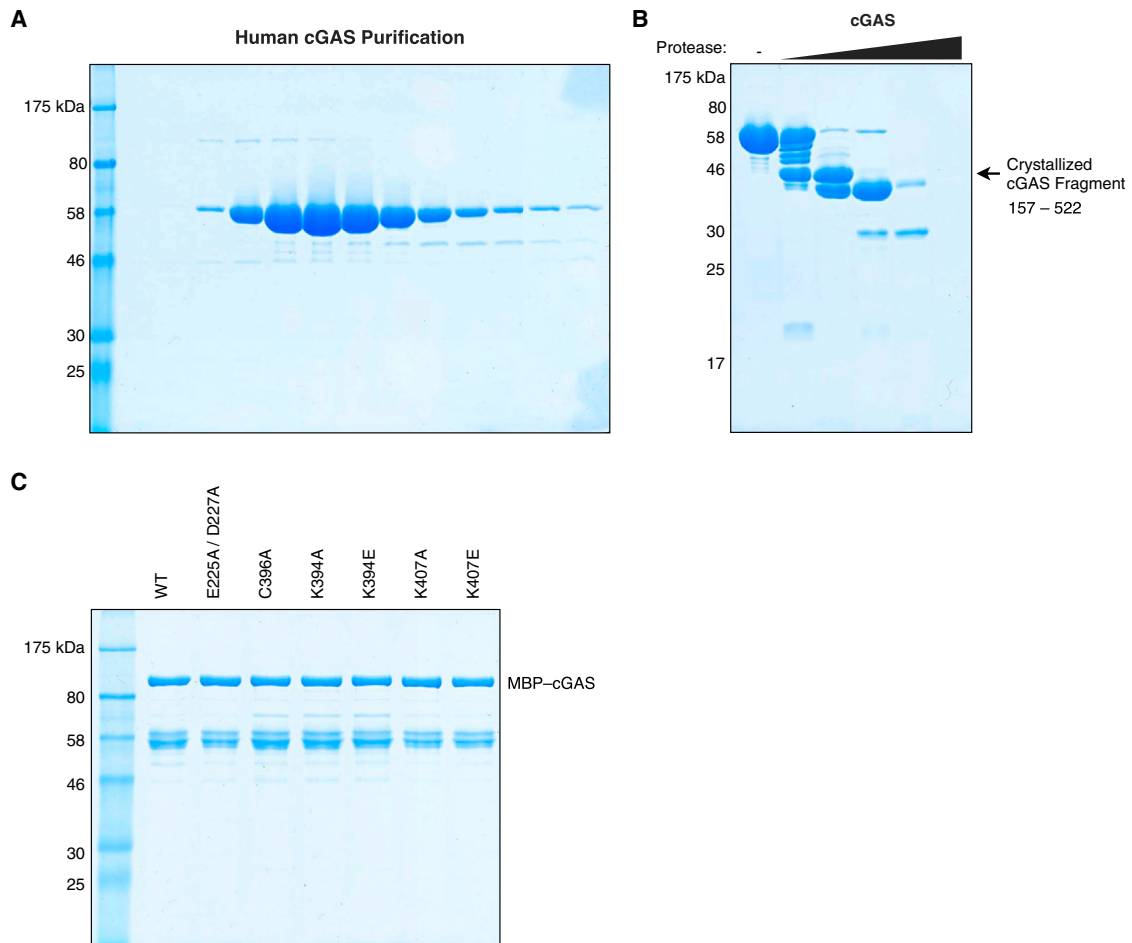 A
Human cGAS Purification
175 kDa
80
58
46
30
25
B
cGAS
Protease:
-
175 kDa
80
58
46
30
25
17
Crystallized
cGAS Fragment
157 – 522
C
WT
E225A / D227A
C396A
K394A
K394E
K407A
K407E
175 kDa
80
58
46
30
25
MBP–cGAS